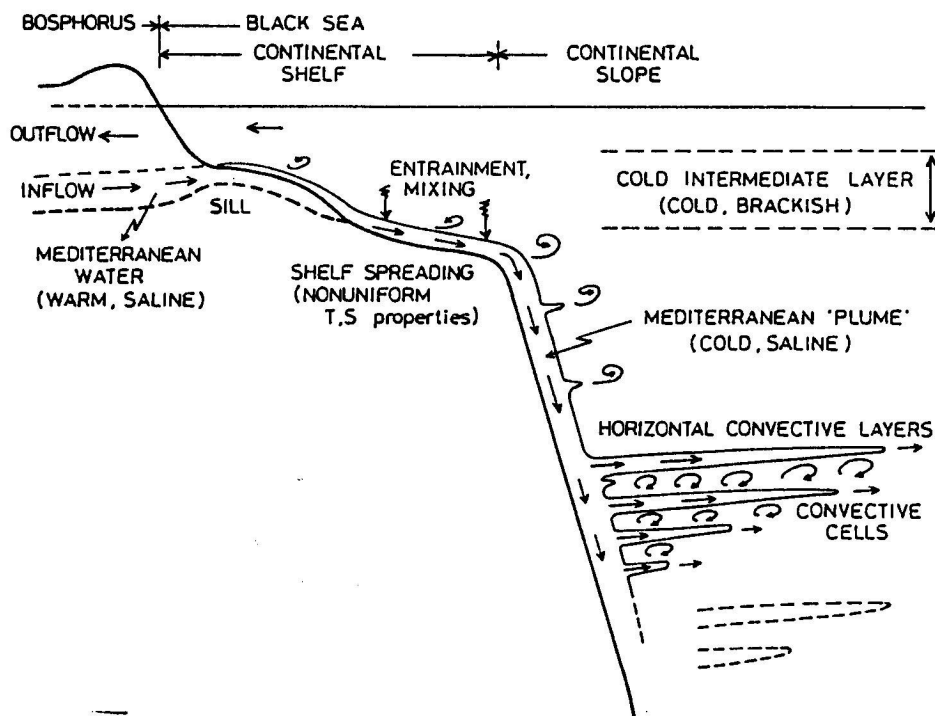 BOSPHORUS
BLACK SEA
CONTINENTAL
SHELF
CONTINENTAL
SLOPE
OUTFLOW
INFLOW
SILL
MEDITERRANEAN
WATER
(WARM, SALINE)
ENTRAINMENT,
MIXING
SHELF SPREADING
(NONUNIFORM
T,S properties)
COLD INTERMEDIATE LAYER
(COLD, BRACKISH)
MEDITERRANEAN 'PLUME'
(COLD, SALINE)
HORIZONTAL CONVECTIVE LAYERS
CONVECTIVE
CELLS